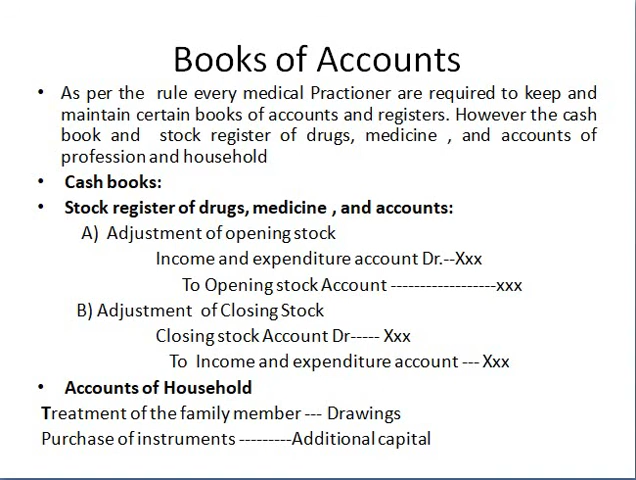 Books of Accounts
• As per the rule every medical Practioner are required to keep and
maintain certain books of accounts and registers. However the cash
book and stock register of drugs, medicine , and accounts of
profession and household
• Cash books:
• Stock register of drugs, medicine , and accounts:
A) Adjustment of opening stock
Income and expenditure account Dr.--Xxx
To Opening stock Account ------------------xxx
B) Adjustment of Closing Stock
Closing stock Account Dr----- Xxx
To Income and expenditure account --- Xxx
• Accounts of Household
Treatment of the family member --- Drawings
Purchase of instruments ---------Additional capital